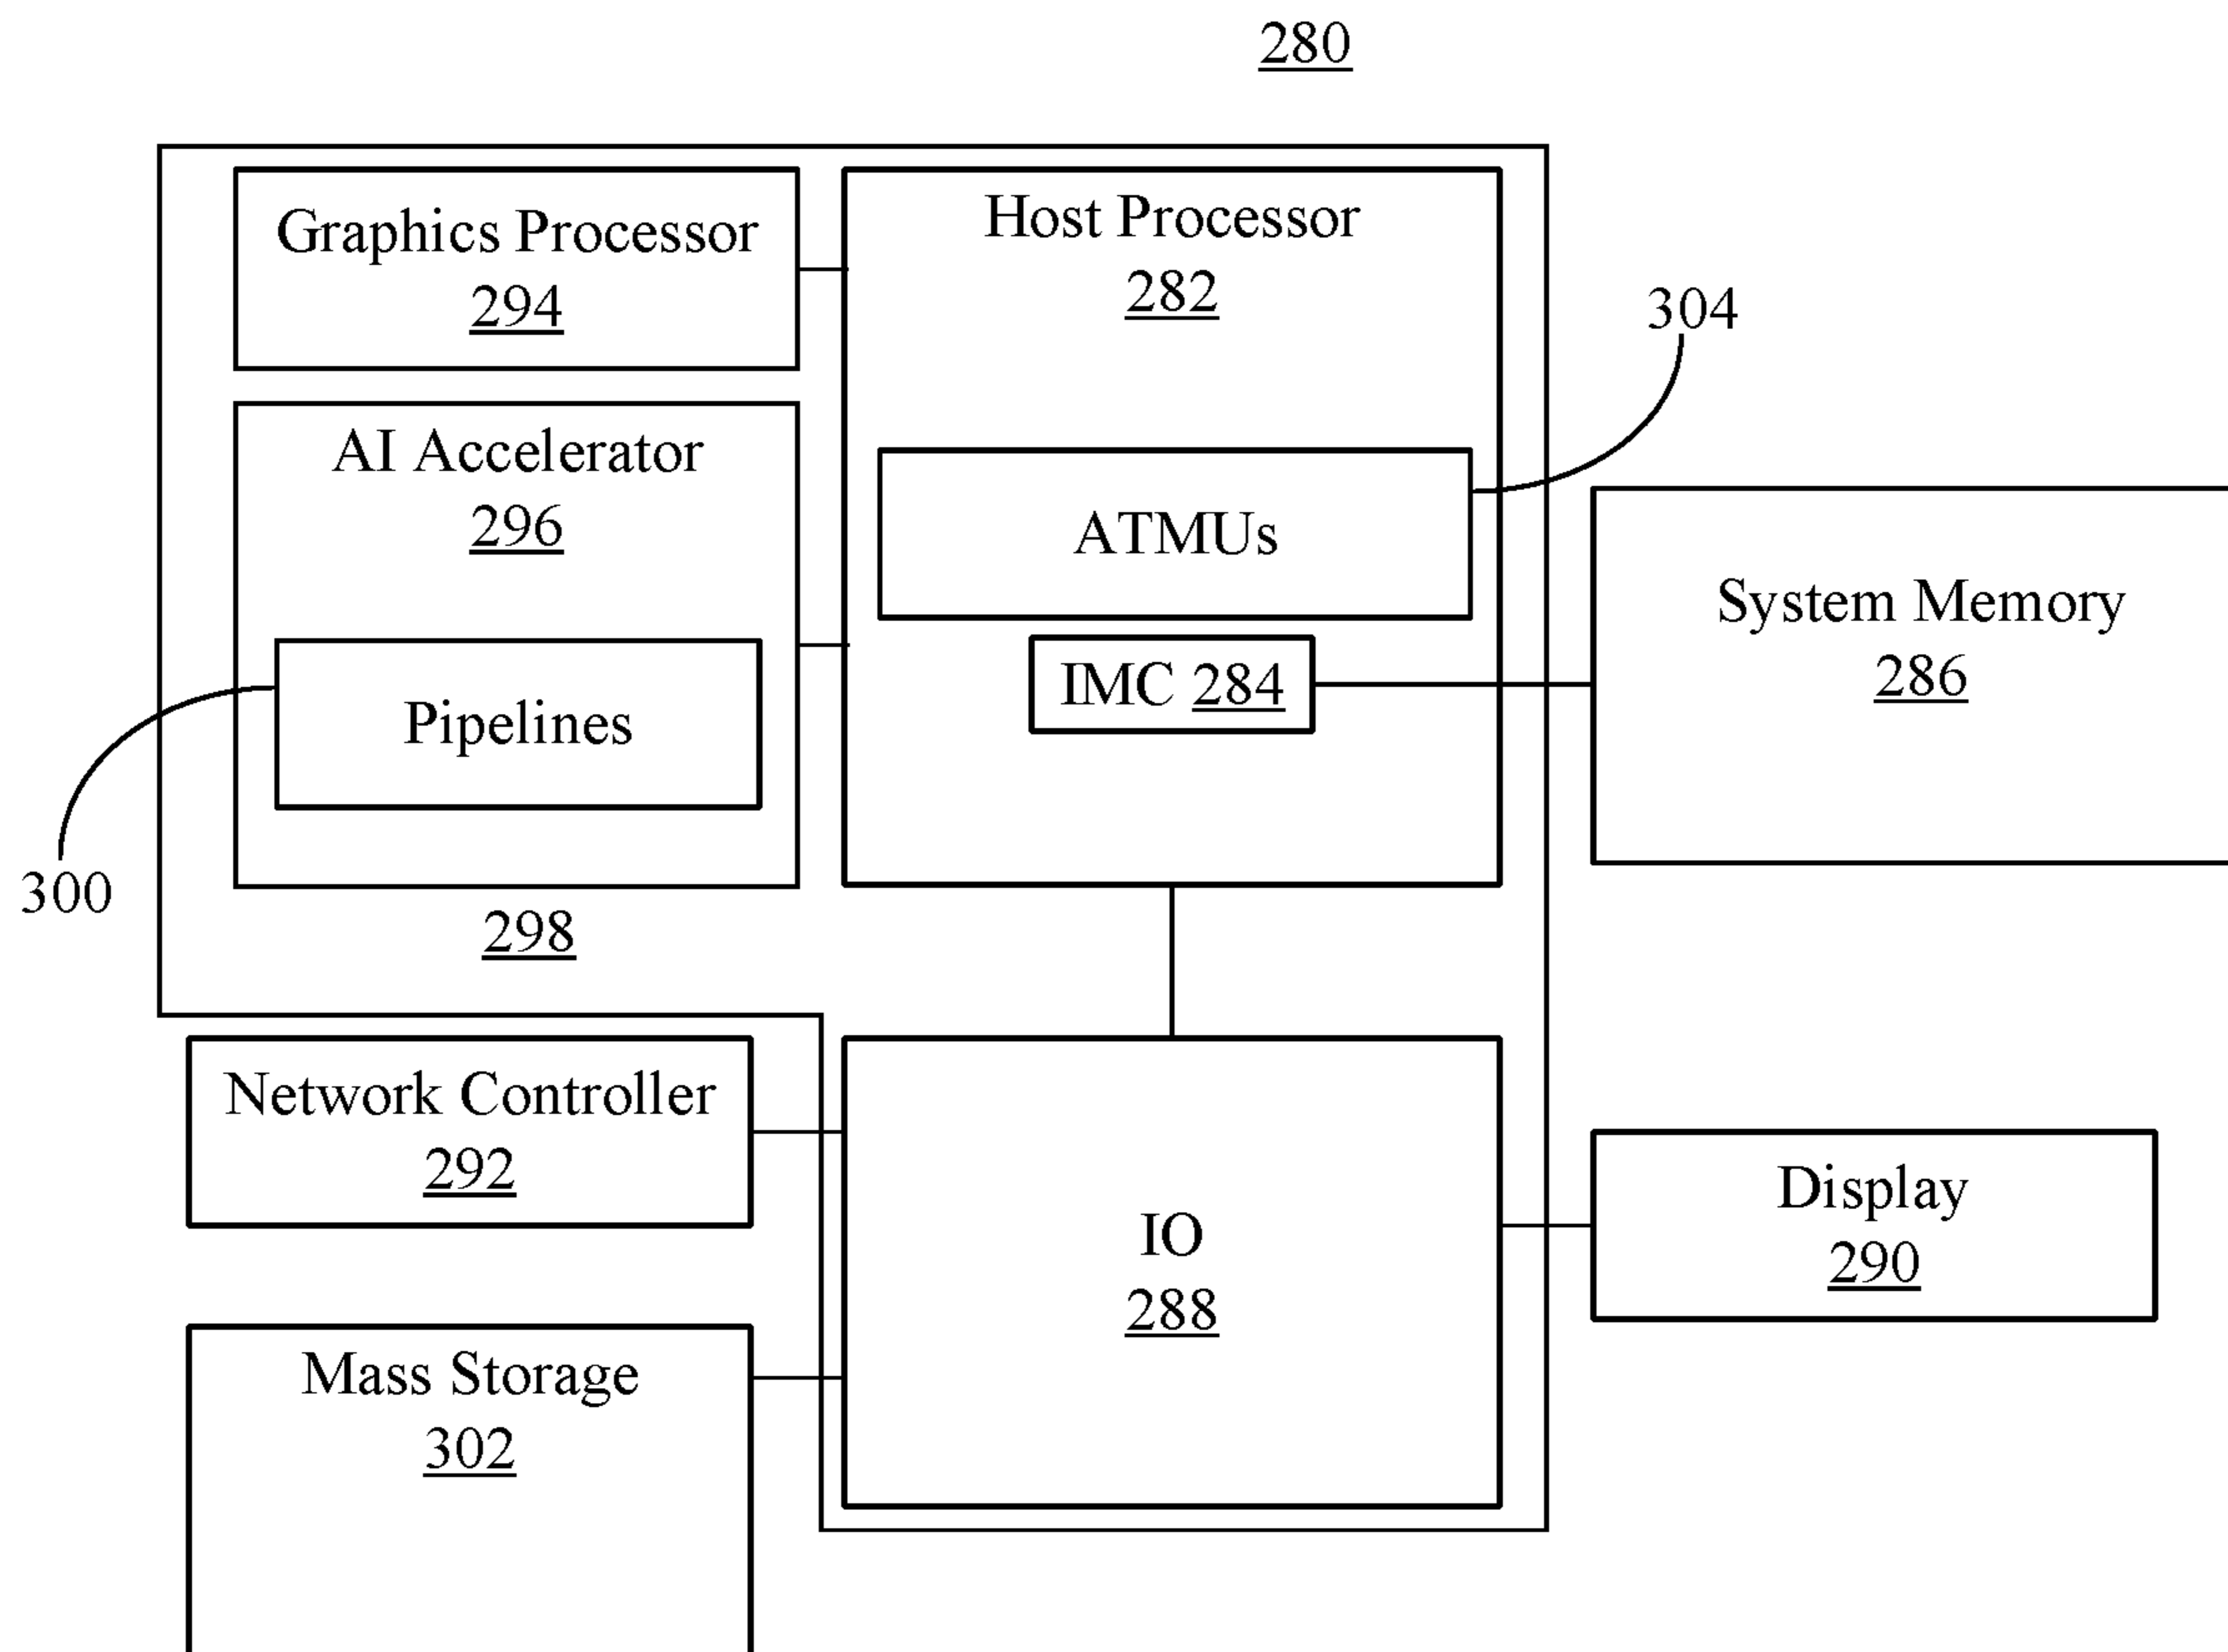 280
Graphics Processor
294
Host Processor
282
304
AI Accelerator
296
ATMUs
System Memory
286
IMC 284
Pipelines
300
298
Network Controller
292
IO
288
Display
290
Mass Storage
302